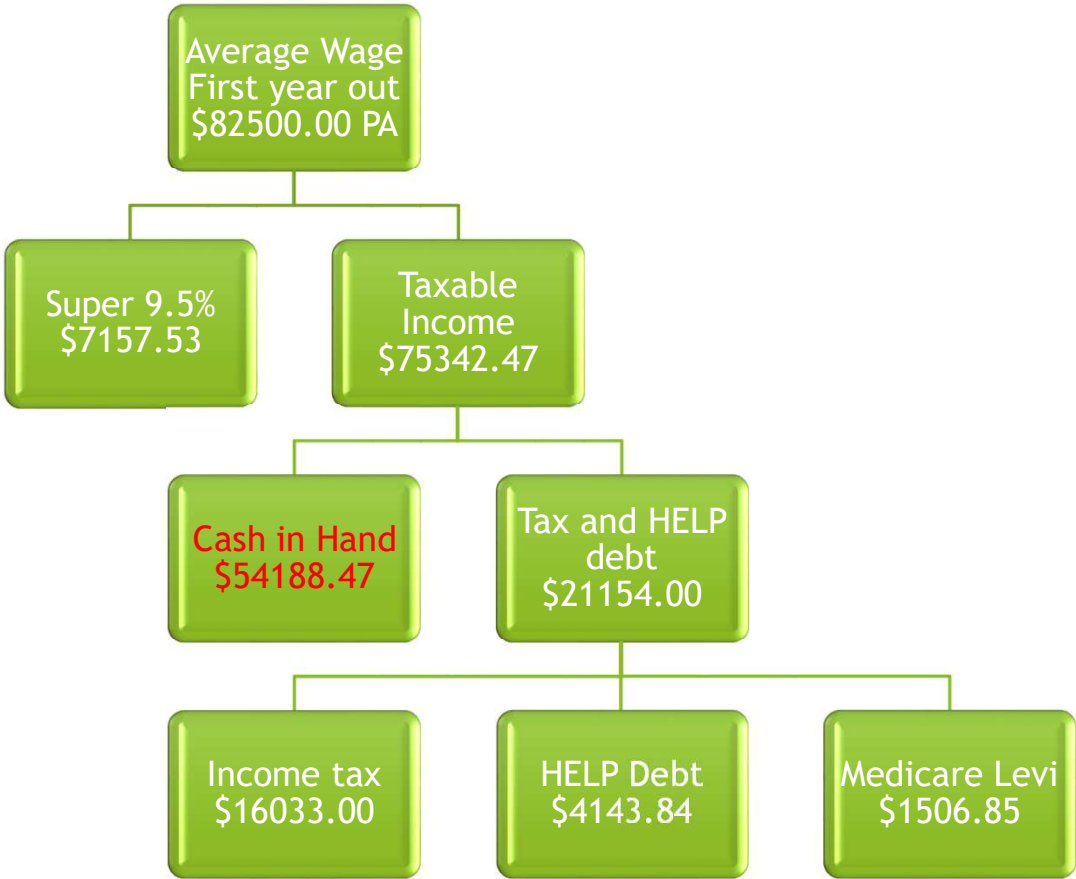 Average Wage
First year out
$82500.00 PA
Super 9.5%
$7157.53
Taxable
Income
$75342.47
Cash in Hand
$54188.47
Tax and HELP
debt
$21154.00
Income tax
$16033.00
HELP Debt
$4143.84
Medicare Levi
$1506.85